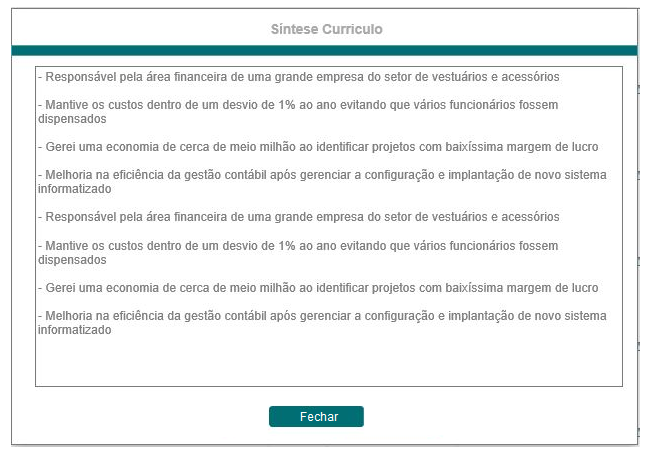 Síntese Curriculo
- Responsável pela área financeira de uma grande empresa do setor de vestuários e acessórios
- Mantive os custos dentro de um desvio de 1% ao ano evitando que vários funcionários fossem
dispensados
- Gerei uma economia de cerca de meio milhão ao identificar projetos com baixíssima margem de lucro
- Melhoria na eficiência da gestão contábil após gerenciar a configuração e implantação de novo sistema
informatizado
- Responsável pela área financeira de uma grande empresa do setor de vestuários e acessórios
- Mantive os custos dentro de um desvio de 1% ao ano evitando que vários funcionários fossem
dispensados
- Gerei uma economia de cerca de meio milhão ao identificar projetos com baixíssima margem de lucro
- Melhoria na eficiência da gestão contábil após gerenciar a configuração e implantação de novo sistema
informatizado
Fechar